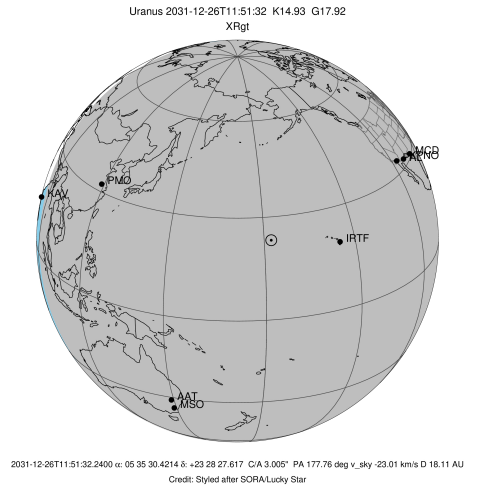 Uranus 2031-12-26T11:51:32 K14.93 G17.92
XRgt
MCD
KAV
PMO
IRTF
AAT
MSO
2031-12-26T11:51:32.2400 α: 05 35 30.4214 δ: +23 28 27.617 C/A 3.005" PA 177.76 deg v_sky -23.01 km/s D 18.11 AU
Credit: Styled after SORA/Lucky Star